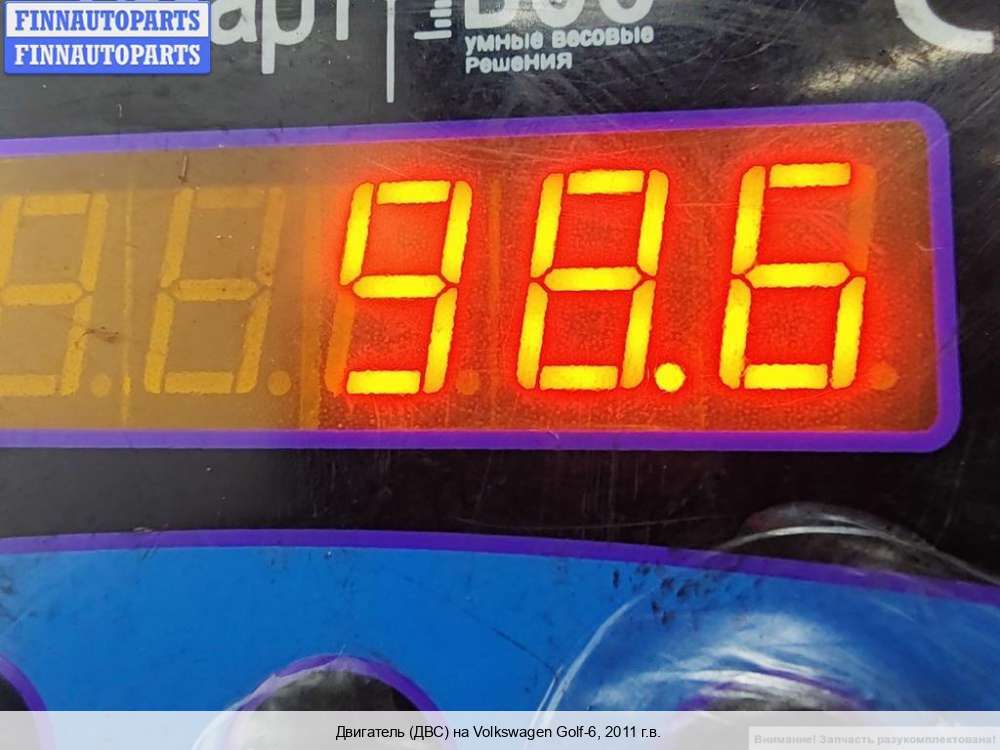 FINNAUTOPARTS
FINNAUTOPARTS
умные весовые
Решения
98.6
Двигатель (ДВС) на Volkswagen Golf-6, 2011 г.в.
Внимание! Запчасть разукомплектована!